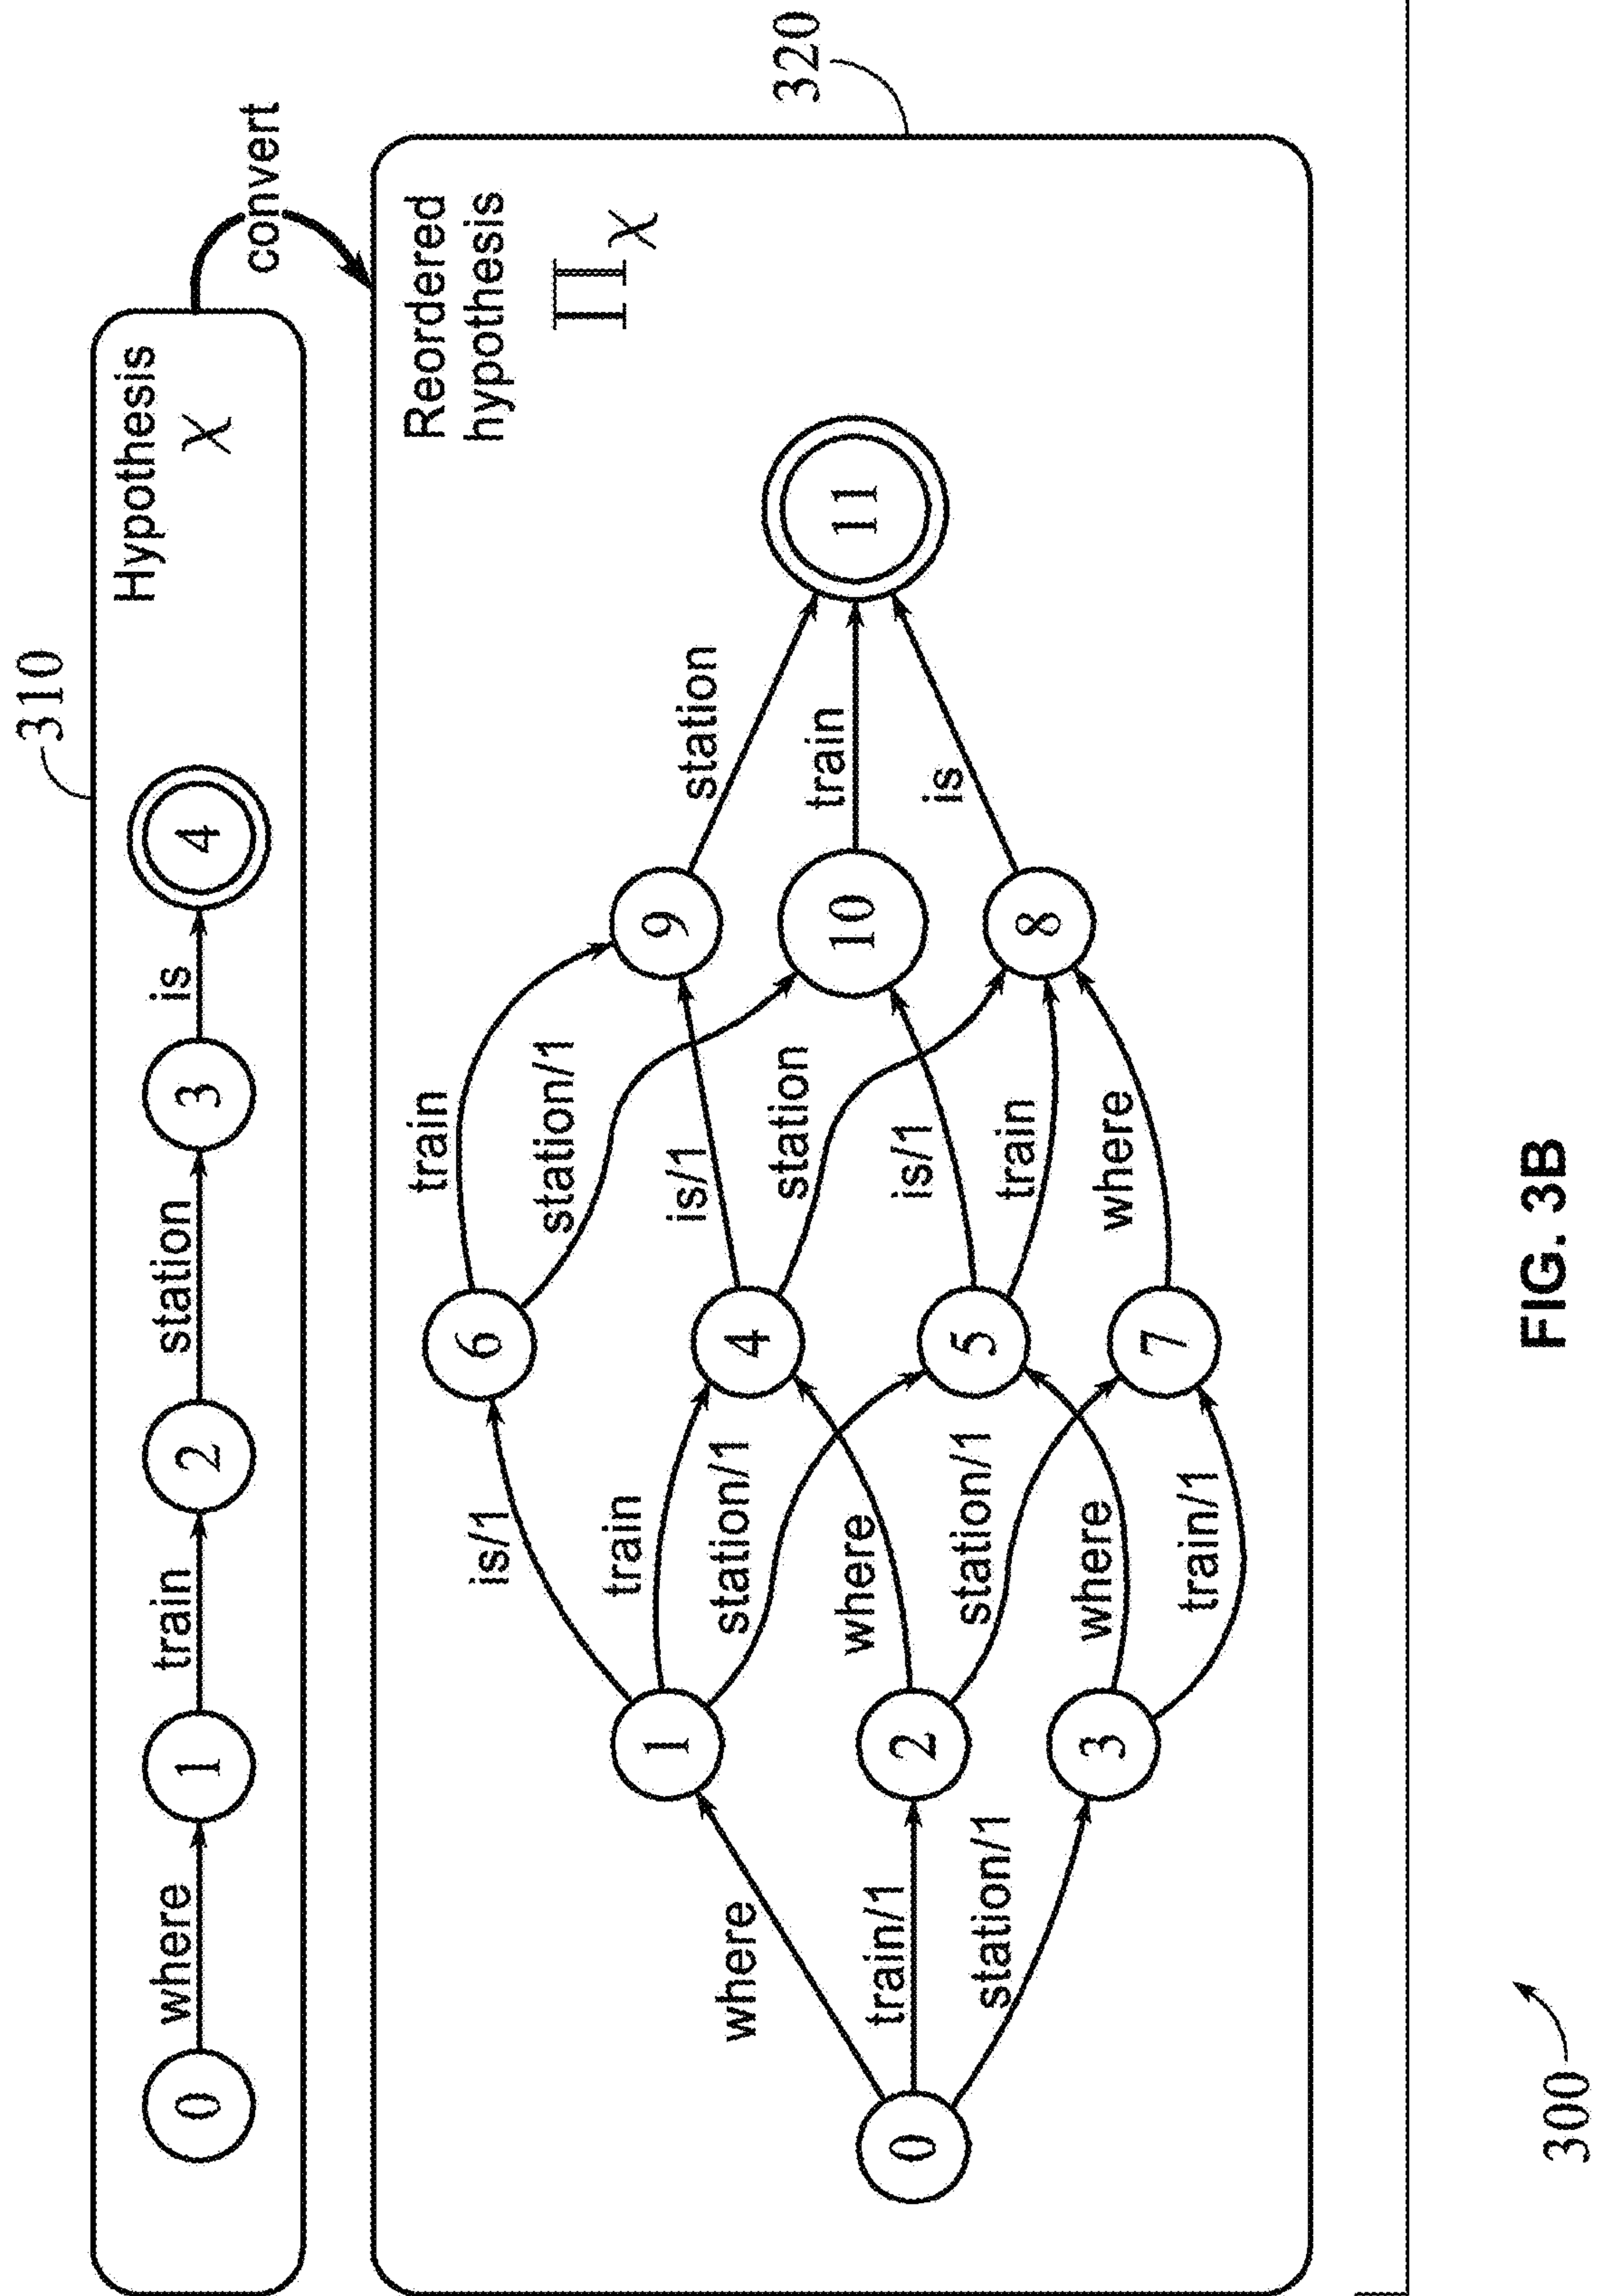 310
Hypothesis
χ
0 where 1 train 2 station 3 is 4
convert
320
Reordered
hypothesis
Π χ
train
6
is/1
station/1
9
station
train
is/1
1
4
where
station/1
station
10
train
11
where
is/1
0
train/1
2
5
is
station/1
train
8
station/1
where
where
3
7
train/1
300
FIG. 3B